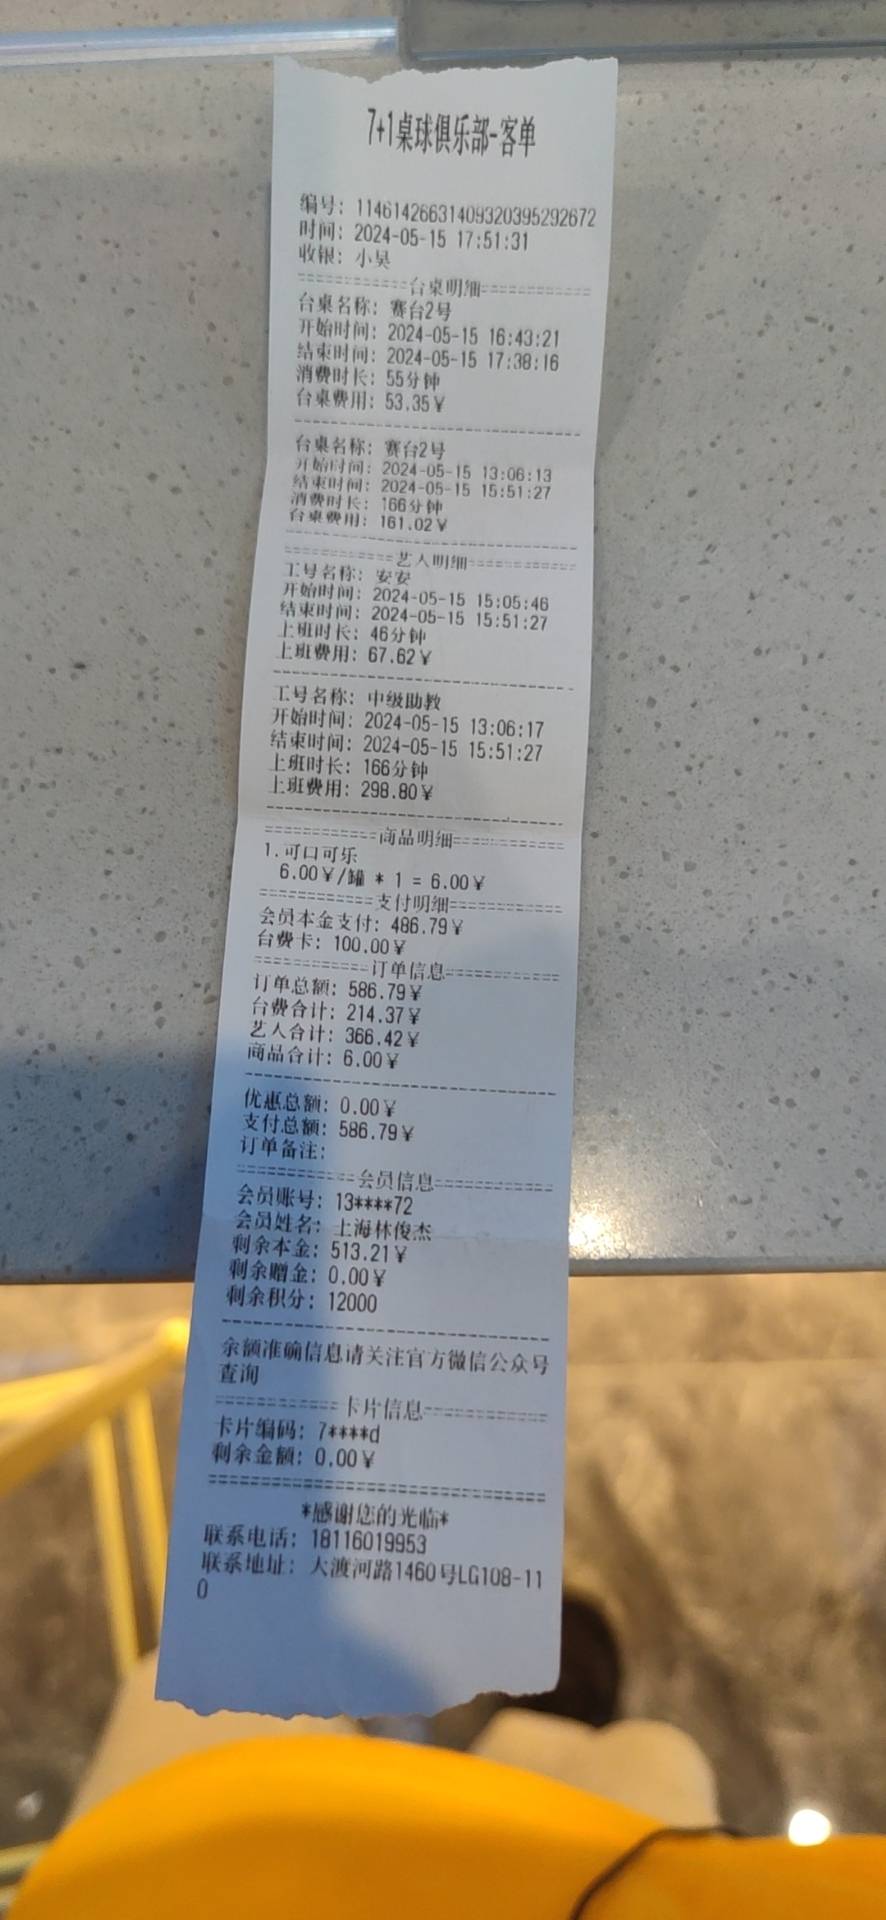 7+1桌球俱乐部-客单
编号: 1146142663140932039529267​2
时间: 2024-05-15 17:51:31
收银: 小吴
============台桌明细============
台桌名称: 赛台2号
开始时间: 2024-05-15 16:43:21
结束时间: 2024-05-15 17:38:16
消费时长: 55分钟
台桌费用: 53.35¥
--------------------------------
台桌名称: 赛台2号
开始时间: 2024-05-15 13:06:13
结束时间: 2024-05-15 15:51:27
消费时长: 166分钟
台桌费用: 161.02¥
--------------------------------
============艺人明细============
工号名称: 安安
开始时间: 2024-05-15 15:05:46
结束时间: 2024-05-15 15:51:27
上班时长: 46分钟
上班费用: 67.62¥
--------------------------------
工号名称: 中级助教
开始时间: 2024-05-15 13:06:17
结束时间: 2024-05-15 15:51:27
上班时长: 166分钟
上班费用: 298.80¥
--------------------------------
============商品明细============
1.可口可乐
6.00¥/罐 * 1 = 6.00¥
============支付明细============
会员本金支付: 486.79¥
台费卡: 100.00¥
============订单信息============
订单总额: 586.79¥
台费合计: 214.37¥
艺人合计: 366.42¥
商品合计: 6.00¥
--------------------------------
优惠总额: 0.00¥
支付总额: 586.79¥
订单备注:
============会员信息============
会员账号: 13****72
会员姓名: 上海林俊杰
剩余本金: 513.21¥
剩余赠金: 0.00¥
剩余积分: 12000
--------------------------------
余额准确信息请关注官方微信公众号
查询
============卡片信息============
卡片编码: 7****d
剩余金额: 0.00¥
================================
*感谢您的光临*
联系电话: 18116019953
联系地址: 大渡河路1460号LG108-11
0